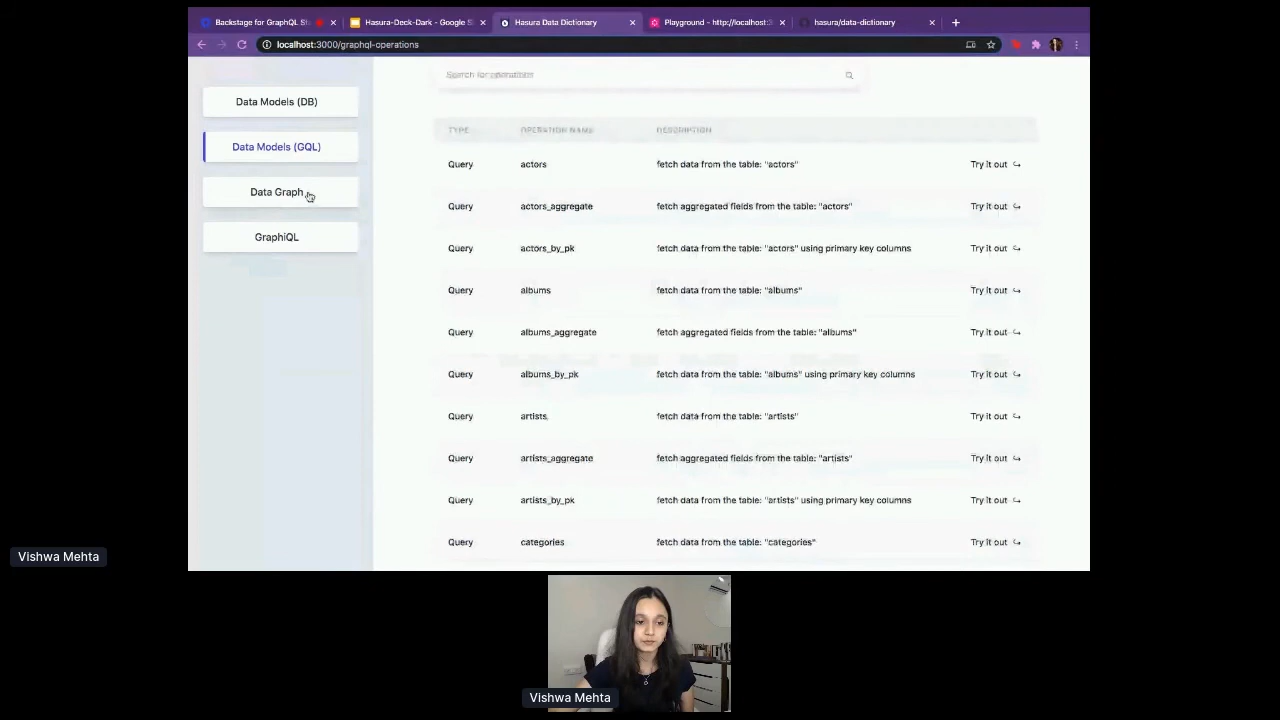 Backstage for GraphQL St
Hasura-Deck-Dark - Google S
Hasura Data Dictionary
Playground - http://localhost:3
hasura/data-dictionary
localhost:3000/graphql-operations
Search for operations
Data Models (DB)
Data Models (GQL)
Data Graph
GraphiQL
TYPE OPERATION NAME DESCRIPTION
Query actors fetch data from the table: "actors" Try it out
Query actors_aggregate fetch aggregated fields from the table: "actors" Try it out
Query actors_by_pk fetch data from the table: "actors" using primary key columns Try it out
Query albums fetch data from the table: "albums" Try it out
Query albums_aggregate fetch aggregated fields from the table: "albums" Try it out
Query albums_by_pk fetch data from the table: "albums" using primary key columns Try it out
Query artists fetch data from the table: "artists" Try it out
Query artists_aggregate fetch aggregated fields from the table: "artists" Try it out
Query artists_by_pk fetch data from the table: "artists" using primary key columns Try it out
Query categories fetch data from the table: "categories" Try it out
Vishwa Mehta
Vishwa Mehta